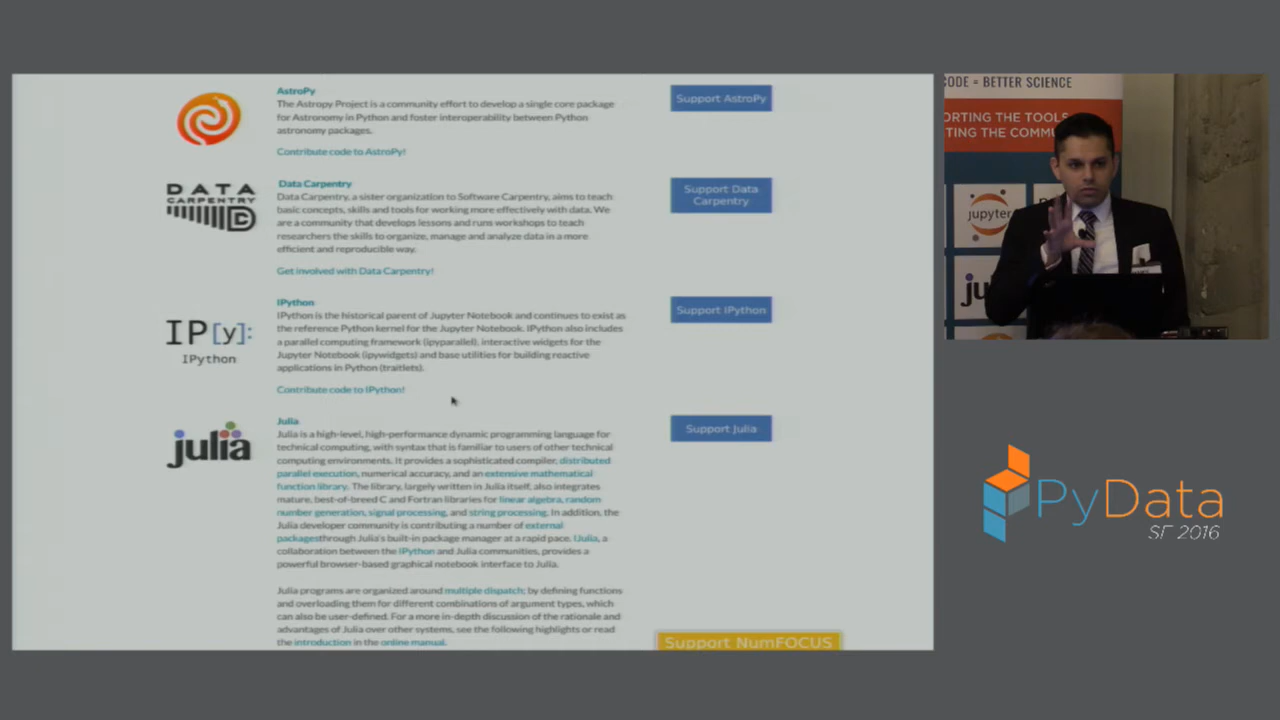 AstroPy
The Astropy Project is a community effort to develop a single core package
for Astronomy in Python and foster interoperability between Python
astronomy packages.
Contribute code to AstroPy!
Support AstroPy
DATA
CARPENTRY
Data Carpentry
Data Carpentry, a sister organization to Software Carpentry, aims to teach
basic concepts, skills and tools for working more effectively with data. We
are a community that develops lessons and runs workshops to teach
researchers the skills to organize, manage and analyze data in a more
efficient and reproducible way.
Get involved with Data Carpentry!
Support Data
Carpentry
IP[y]:
IPython
IPython
IPython is the historical parent of Jupyter Notebook and continues to exist as
the reference Python kernel for the Jupyter Notebook. IPython also includes
a parallel computing framework (ipyparallel), interactive widgets for the
Jupyter Notebook (ipywidgets) and base utilities for building reactive
applications in Python (traitlets).
Contribute code to IPython!
Support IPython
julia
Julia
Julia is a high-level, high-performance dynamic programming language for
technical computing, with syntax that is familiar to users of other technical
computing environments. It provides a sophisticated compiler, distributed
parallel execution, numerical accuracy, and an extensive mathematical
function library. The library, largely written in Julia itself, also integrates
mature, best-of-breed C and Fortran libraries for linear algebra, random
number generation, signal processing, and string processing. In addition, the
Julia developer community is contributing a number of external
packagesthrough Julia's built-in package manager at a rapid pace. IJulia, a
collaboration between the IPython and Julia communities, provides a
powerful browser-based graphical notebook interface to Julia.
Julia programs are organized around multiple dispatch; by defining functions
and overloading them for different combinations of argument types, which
can also be user-defined. For a more in-depth discussion of the rationale and
advantages of Julia over other systems, see the following highlights or read
the introduction in the online manual.
Support Julia
Support NumFOCUS
CODE = BETTER SCIENCE
ORTING THE TOOLS
TING THE COMMU
jupyter
PyData
SF 2016